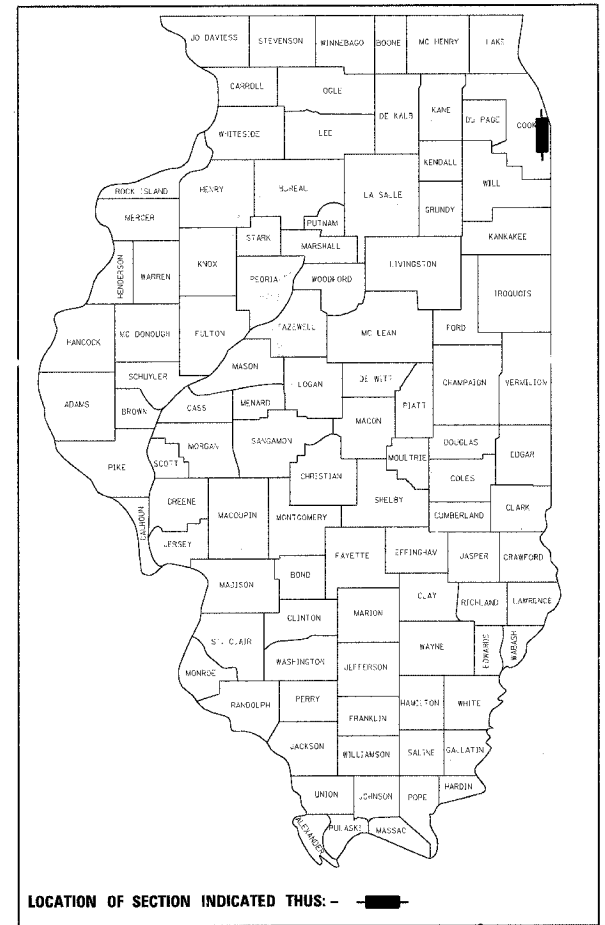 JO DAVIESS STEVENSON WINNEBAGO BOONE MC HENRY LAKE
CARROLL OGLE
DE KALB KANE DU PAGE COOK
WHITESIDE LEE
KENDALL WILL
ROCK ISLAND HENRY BUREAU LA SALLE
GRUNDY
MERCER PUTNAM
STARK MARSHALL KANKAKEE
HENDERSON WARREN KNOX PEORIA WOODFORD LIVINGSTON
IROQUOIS
HANCOCK MC DONOUGH FULTON TAZEWELL MC LEAN FORD
MASON
SCHUYLER LOGAN DE WITT CHAMPAIGN VERMILION
ADAMS BROWN CASS MENARD MACON PIATT
MORGAN SANGAMON MOULTRIE DOUGLAS EDGAR
PIKE SCOTT CHRISTIAN COLES
SHELBY
GREENE MACOUPIN MONTGOMERY CUMBERLAND CLARK
CALHOUN JERSEY FAYETTE EFFINGHAM JASPER CRAWFORD
MADISON BOND
CLAY RICHLAND LAWRENCE
CLINTON MARION
ST. CLAIR WAYNE EDWARDS WABASH
WASHINGTON JEFFERSON
MONROE
RANDOLPH PERRY HAMILTON WHITE
FRANKLIN
JACKSON WILLIAMSON SALINE GALLATIN
UNION JOHNSON POPE HARDIN
ALEXANDER PULASKI MASSAC
LOCATION OF SECTION INDICATED THUS: -